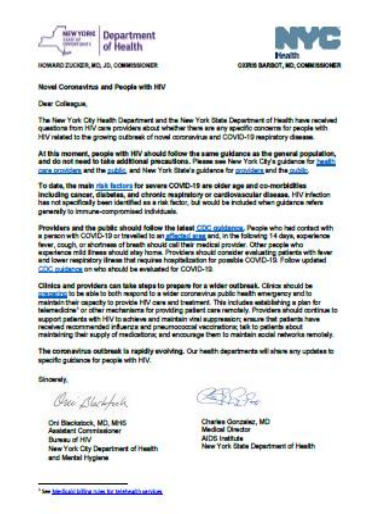 NEW YORK
STATE OF
OPPORTUNITY.
Department
of Health
NYC
Health
HOWARD ZUCKER, MD, JD, COMMISSIONER
OXIRIS BARBOT, MD, COMMISSIONER
Novel Coronavirus and People with HIV
Dear Colleague,
The New York City Health Department and the New York State Department of Health have received
questions from HIV care providers about whether there are any specific concerns for people with
HIV related to the growing outbreak of novel coronavirus and COVID-19 respiratory disease.
At this moment, people with HIV should follow the same guidance as the general population,
and do not need to take additional precautions. Please see New York City's guidance for health
care providers and the public, and New York State's guidance for providers and the public.
To date, the main risk factors for severe COVID-19 are older age and co-morbidities
including cancer, diabetes, and chronic respiratory or cardiovascular disease. HIV infection
has not specifically been identified as a risk factor, but would be included when guidance refers
generally to immune-compromised individuals.
Providers and the public should follow the latest CDC guidance. People who had contact with
a person with COVID-19 or travelled to an affected area and, in the following 14 days, experience
fever, cough, or shortness of breath should call their medical provider. Other people who
experience mild illness should stay home. Providers should consider evaluating patients with fever
and lower respiratory illness that requires hospitalization for possible COVID-19. Follow updated
CDC guidance on who should be evaluated for COVID-19.
Clinics and providers can take steps to prepare for a wider outbreak. Clinics should be
preparing to be able to both respond to a wider coronavirus public health emergency and to
maintain their capacity to provide HIV care and treatment. This includes establishing a plan for
telemedicine¹ or other mechanisms for providing patient care remotely. Providers should continue to
support patients with HIV to achieve and maintain viral suppression; ensure that patients have
received recommended influenza and pneumococcal vaccinations; talk to patients about
maintaining their supply of medications; and encourage them to maintain social networks remotely.
The coronavirus outbreak is rapidly evolving. Our health departments will share any updates to
specific guidance for people with HIV.
Sincerely,
Oni Blackstock
Oni Blackstock, MD, MHS
Assistant Commissioner
Bureau of HIV
New York City Department of Health
and Mental Hygiene
Charles Gonzalez, MD
Medical Director
AIDS Institute
New York State Department of Health
¹ See Medicaid billing rules for telehealth services